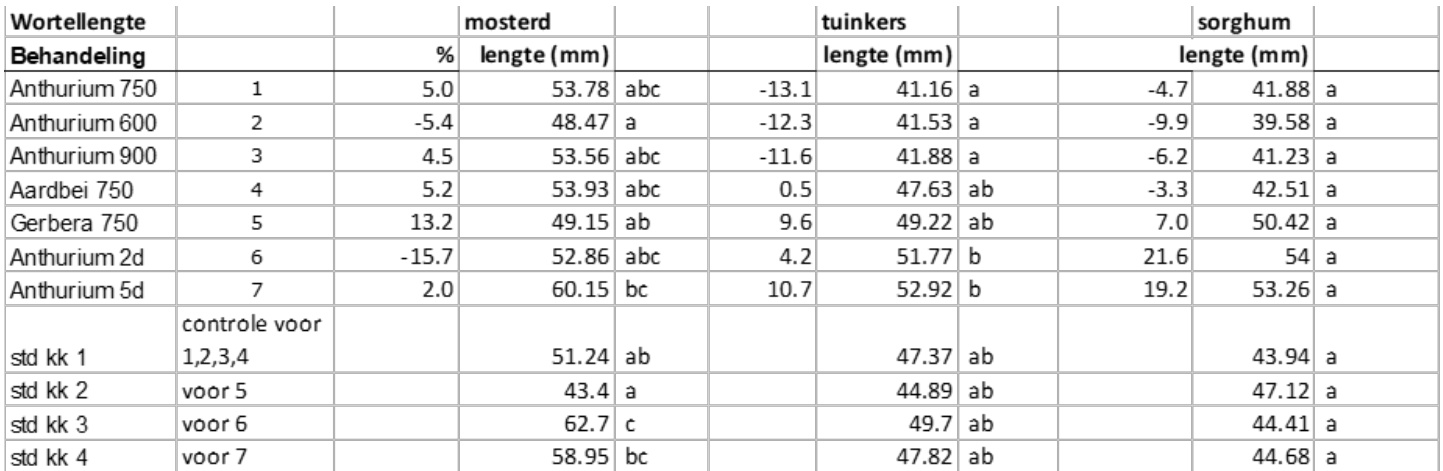 Wortellengte mosterd tuinkers sorghum
Behandeling % lengte (mm) lengte (mm) lengte (mm)
Anthurium 750 1 5.0 53.78 abc -13.1 41.16 a -4.7 41.88 a
Anthurium 600 2 -5.4 48.47 a -12.3 41.53 a -9.9 39.58 a
Anthurium 900 3 4.5 53.56 abc -11.6 41.88 a -6.2 41.23 a
Aardbei 750 4 5.2 53.93 abc 0.5 47.63 ab -3.3 42.51 a
Gerbera 750 5 13.2 49.15 ab 9.6 49.22 ab 7.0 50.42 a
Anthurium 2d 6 -15.7 52.86 abc 4.2 51.77 b 21.6 54 a
Anthurium 5d 7 2.0 60.15 bc 10.7 52.92 b 19.2 53.26 a
controle voor
std kk 1 1,2,3,4 51.24 ab 47.37 ab 43.94 a
std kk 2 voor 5 43.4 a 44.89 ab 47.12 a
std kk 3 voor 6 62.7 c 49.7 ab 44.41 a
std kk 4 voor 7 58.95 bc 47.82 ab 44.68 a